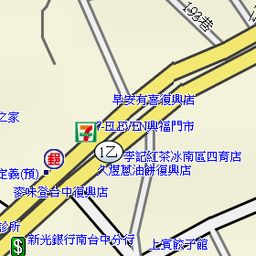 193巷
早安有喜復興店
之家
7-ELEVEN興福門市
1乙
李記紅茶冰南區四育店
定義(預)
久煜蔥油餅復興店
麥味登台中復興店
診所
新光銀行南台中分行
上賓餃子館